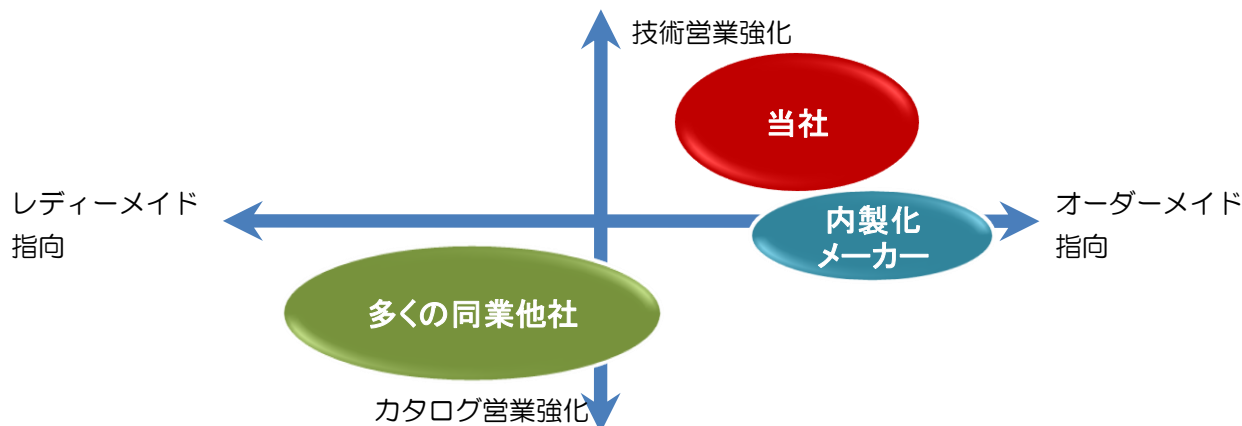 技術営業強化
当社
レディーメイド
指向
オーダーメイド
指向
内製化
メーカー
多くの同業他社
カタログ営業強化